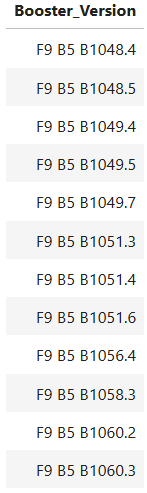 Booster_Version
F9 B5 B1048.4
F9 B5 B1048.5
F9 B5 B1049.4
F9 B5 B1049.5
F9 B5 B1049.7
F9 B5 B1051.3
F9 B5 B1051.4
F9 B5 B1051.6
F9 B5 B1056.4
F9 B5 B1058.3
F9 B5 B1060.2
F9 B5 B1060.3